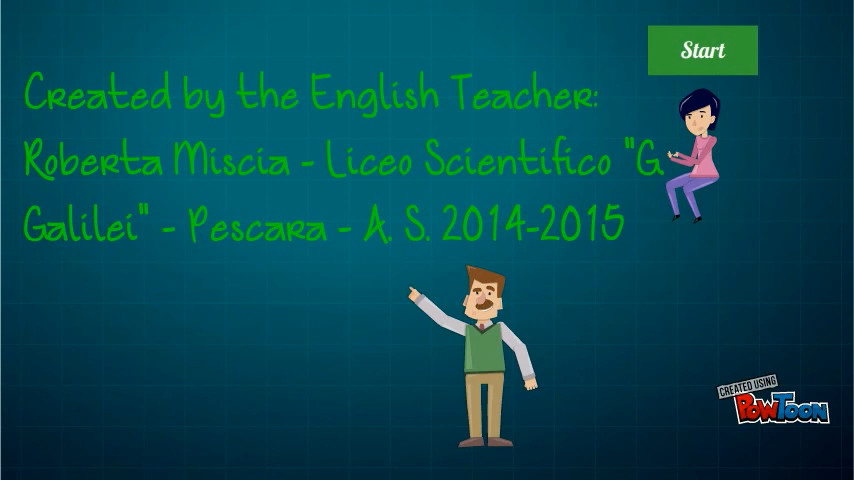 Start
Created by the English Teacher:
Roberta Miscia - Liceo Scientifico "G.
Galilei" - Pescara - A. S. 2014-2015
CREATED USING
POWTOON